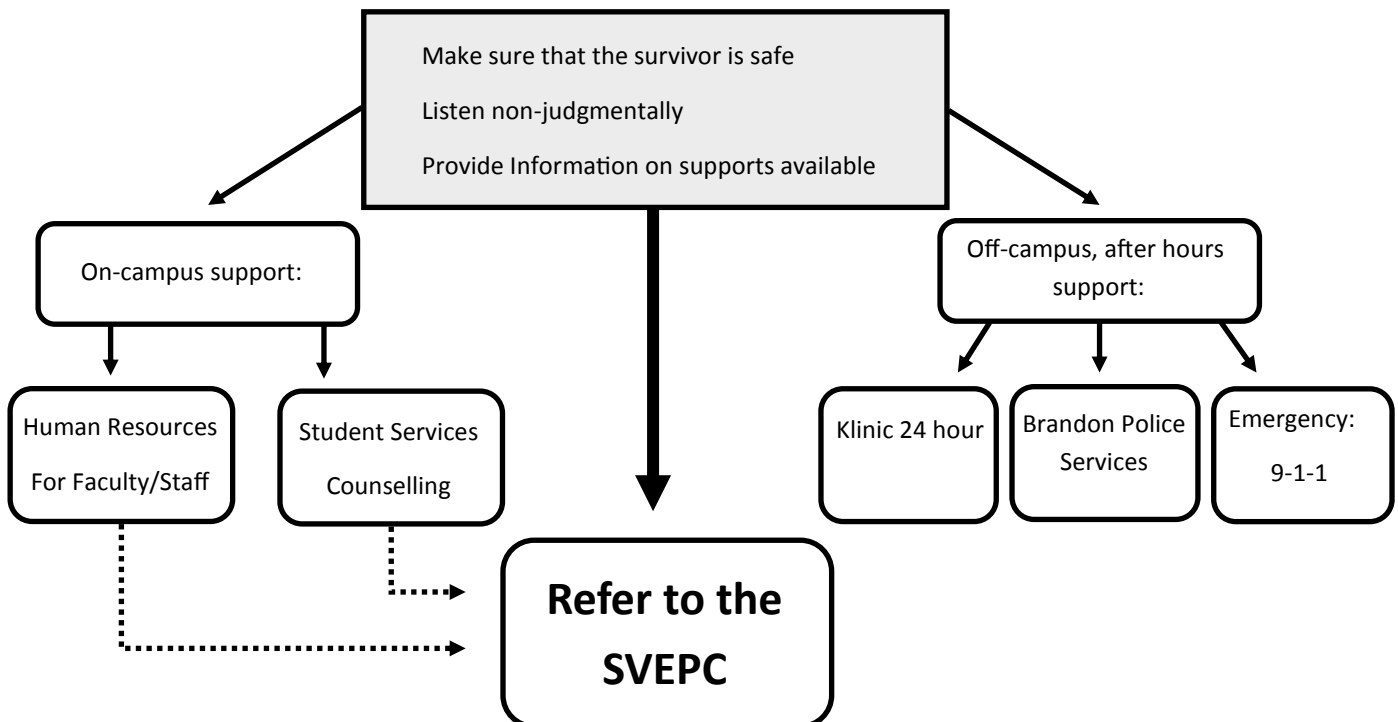 Make sure that the survivor is safe
Listen non-judgmentally
Provide Information on supports available
On-campus support:
Off-campus, after hours
support:
Human Resources
For Faculty/Staff
Student Services
Counselling
Klinic 24 hour
Brandon Police
Services
Emergency:
9-1-1
Refer to the
SVEPC